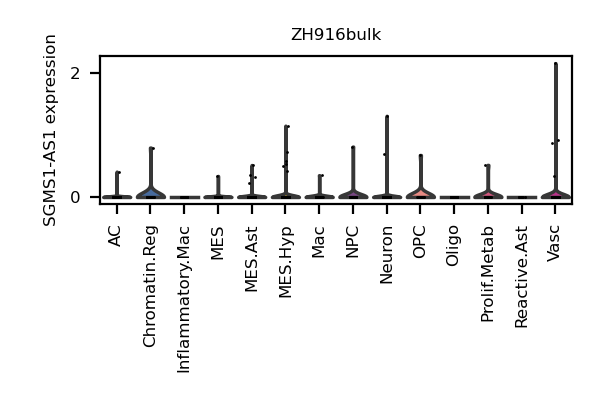 ZH916bulk
SGMS1-AS1 expression
2
0
AC
Chromatin.Reg
Inflammatory.Mac
MES
MES.Ast
MES.Hyp
Mac
NPC
Neuron
OPC
Oligo
Prolif.Metab
Reactive.Ast
Vasc